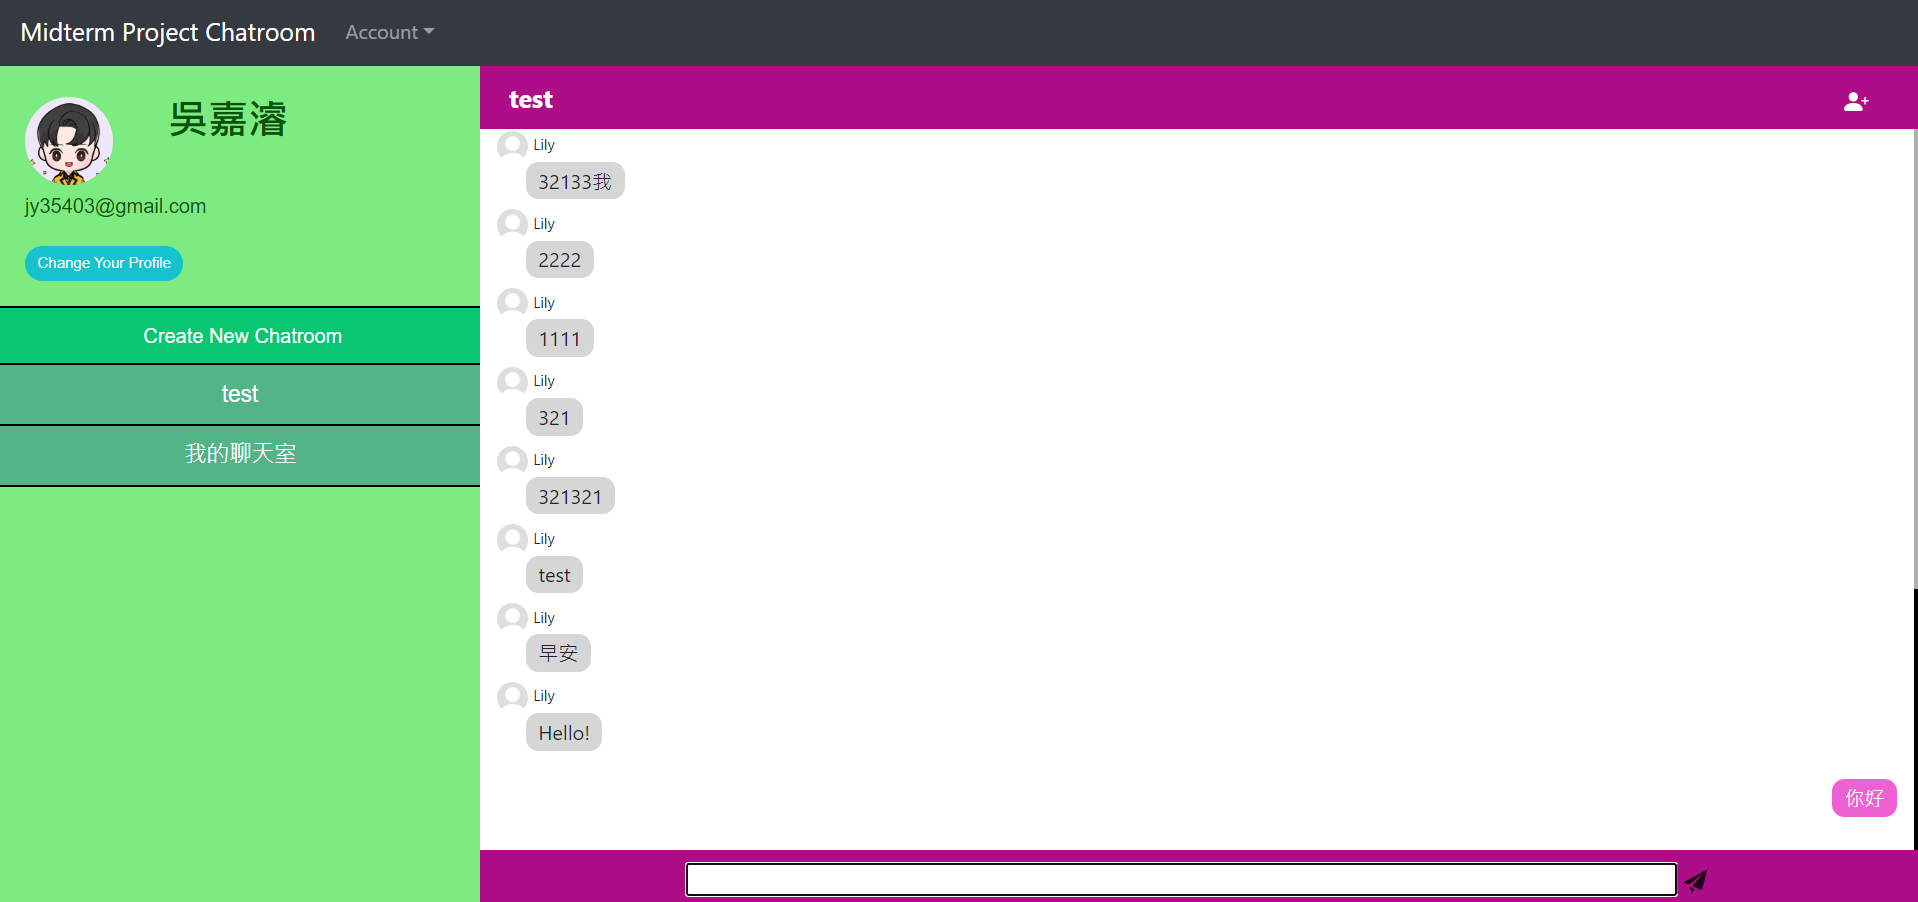 Midterm Project Chatroom Account
吳嘉濬
jy35403@gmail.com
Change Your Profile
Create New Chatroom
test
我的聊天室
test
Lily
32133我
Lily
2222
Lily
1111
Lily
321
Lily
321321
Lily
test
Lily
早安
Lily
Hello!
你好